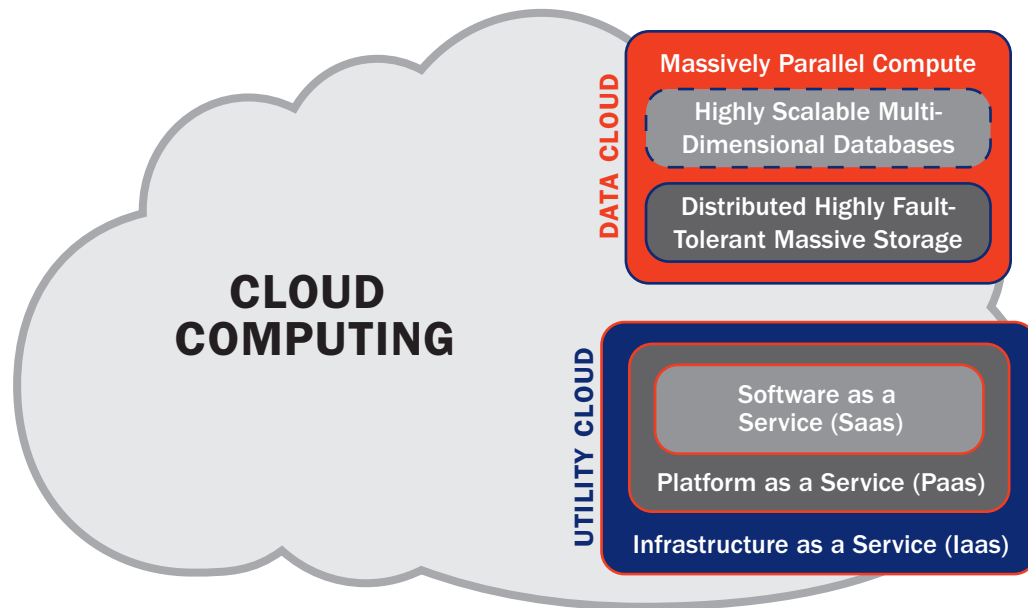 CLOUD
COMPUTING
DATA CLOUD
Massively Parallel Compute
Highly Scalable Multi-
Dimensional Databases
Distributed Highly Fault-
Tolerant Massive Storage
UTILITY CLOUD
Software as a
Service (Saas)
Platform as a Service (Paas)
Infrastructure as a Service (Iaas)